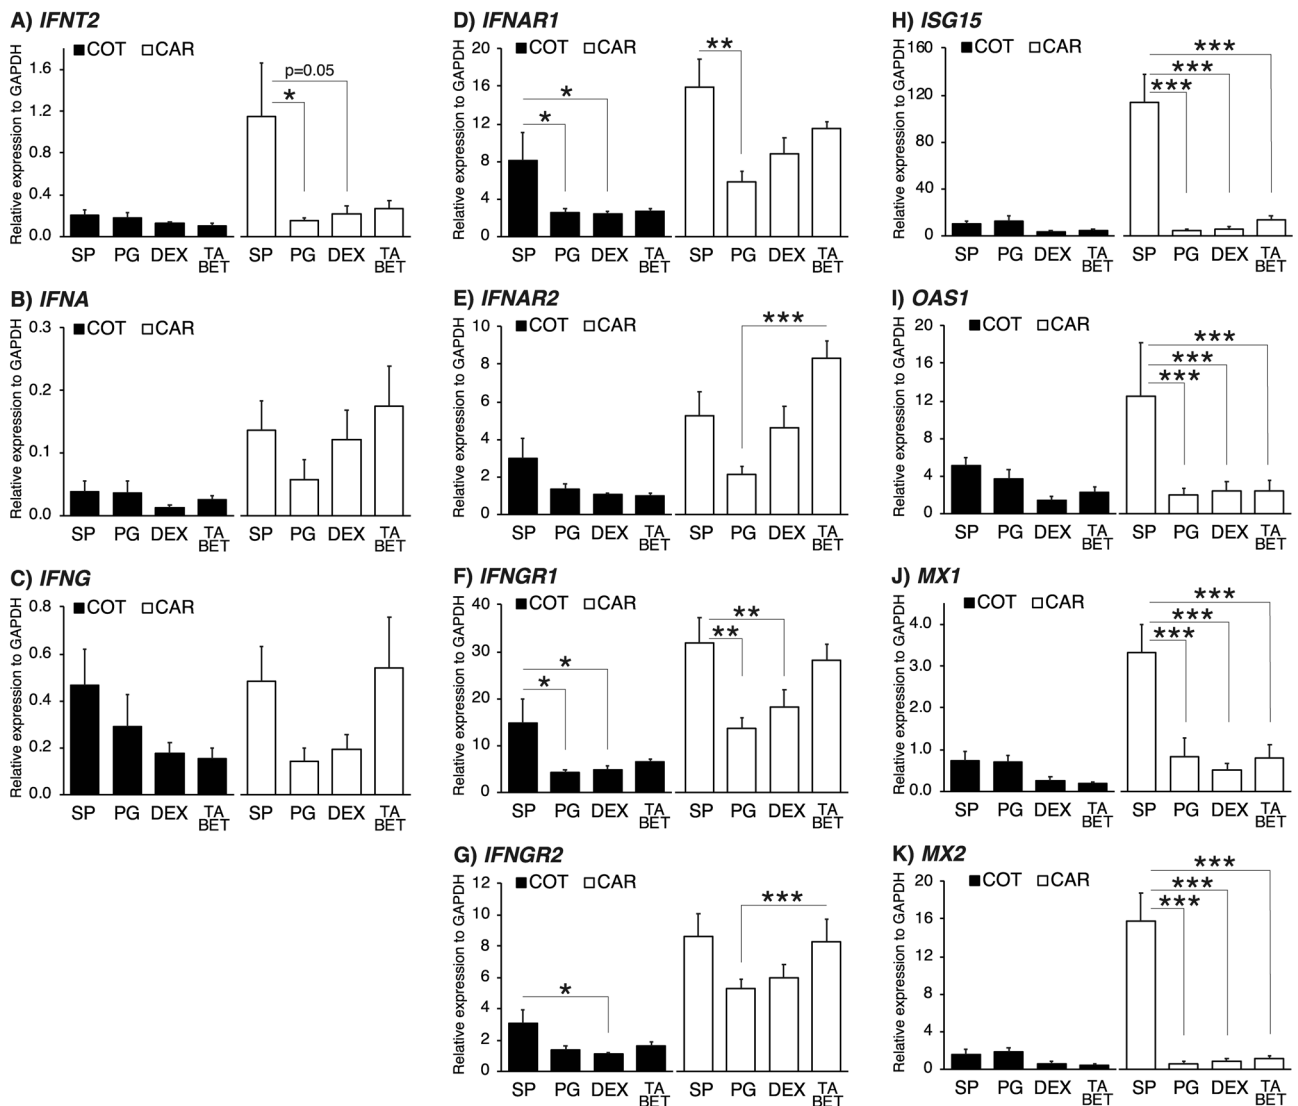 A) IFNT2
Relative expression to GAPDH
COT CAR
1.6
1.2
0.8
0.4
0.0
p=0.05
*
SP PG DEX TA BET SP PG DEX TA BET
B) IFNA
Relative expression to GAPDH
COT CAR
0.3
0.2
0.1
0.0
SP PG DEX TA BET SP PG DEX TA BET
C) IFNG
Relative expression to GAPDH
COT CAR
0.8
0.6
0.4
0.2
0.0
SP PG DEX TA BET SP PG DEX TA BET
D) IFNAR1
Relative expression to GAPDH
COT CAR
20
16
12
8
4
0
**
*
*
SP PG DEX TA BET SP PG DEX TA BET
E) IFNAR2
Relative expression to GAPDH
COT CAR
10
8
6
4
2
0
***
SP PG DEX TA BET SP PG DEX TA BET
F) IFNGR1
Relative expression to GAPDH
COT CAR
40
30
20
10
0
**
**
*
*
SP PG DEX TA BET SP PG DEX TA BET
G) IFNGR2
Relative expression to GAPDH
COT CAR
12
10
8
6
4
2
0
***
*
SP PG DEX TA BET SP PG DEX TA BET
H) ISG15
Relative expression to GAPDH
COT CAR
160
120
80
40
0
***
***
***
SP PG DEX TA BET SP PG DEX TA BET
I) OAS1
Relative expression to GAPDH
COT CAR
20
16
12
8
4
0
***
***
***
SP PG DEX TA BET SP PG DEX TA BET
J) MX1
Relative expression to GAPDH
COT CAR
4.0
3.0
2.0
1.0
0.0
***
***
***
SP PG DEX TA BET SP PG DEX TA BET
K) MX2
Relative expression to GAPDH
COT CAR
20
16
12
8
4
0
***
***
***
SP PG DEX TA BET SP PG DEX TA BET